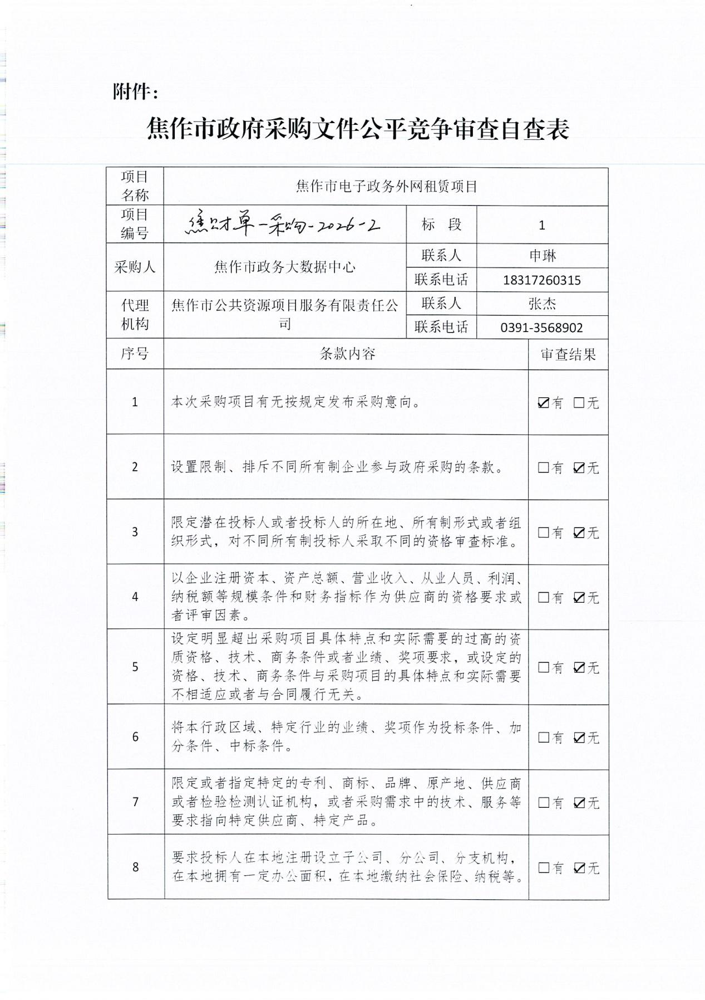 附件：
焦作市政府采购文件公平竞争审查自查表
项目
名称
焦作市电子政务外网租赁项目
项目
编号
焦财单一采购-2026-2
标 段
1
采购人
焦作市政务大数据中心
联系人
申琳
联系电话
18317260315
代理
机构
焦作市公共资源项目服务有限责任公
司
联系人
张杰
联系电话
0391-3568902
序号
条款内容
审查结果
1
本次采购项目有无按规定发布采购意向。
☑有 □无
2
设置限制、排斥不同所有制企业参与政府采购的条款。
□有 ☑无
3
限定潜在投标人或者投标人的所在地、所有制形式或者组
织形式，对不同所有制投标人采取不同的资格审查标准。
□有 ☑无
4
以企业注册资本、资产总额、营业收入、从业人员、利润、
纳税额等规模条件和财务指标作为供应商的资格要求或
者评审因素。
□有 ☑无
5
设定明显超出采购项目具体特点和实际需要的过高的资
质资格、技术、商务条件或者业绩、奖项要求，或设定的
资格、技术、商务条件与采购项目的具体特点和实际需要
不相适应或者与合同履行无关。
□有 ☑无
6
将本行政区域、特定行业的业绩、奖项作为投标条件、加
分条件、中标条件。
□有 ☑无
7
限定或者指定特定的专利、商标、品牌、原产地、供应商
或者检验检测认证机构，或者采购需求中的技术、服务等
要求指向特定供应商、特定产品。
□有 ☑无
8
要求投标人在本地注册设立子公司、分公司、分支机构，
在本地拥有一定办公面积，在本地缴纳社会保险、纳税等。
□有 ☑无